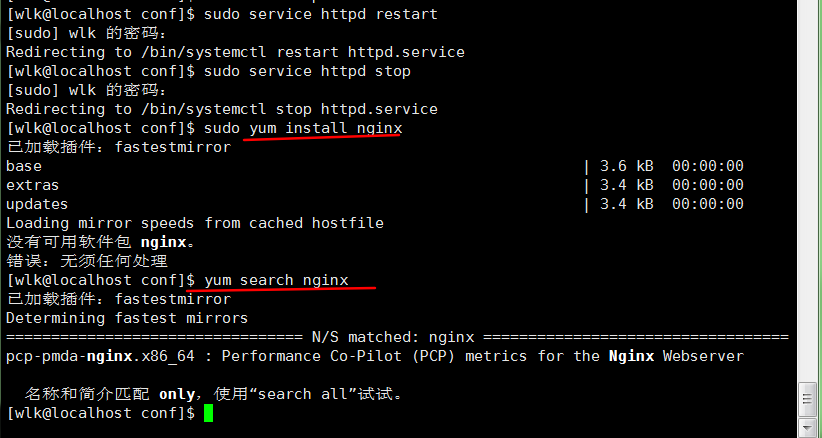 [wlk@localhost conf]$ sudo service httpd restart
[sudo] wlk 的密码：
Redirecting to /bin/systemctl restart httpd.service
[wlk@localhost conf]$ sudo service httpd stop
[sudo] wlk 的密码：
Redirecting to /bin/systemctl stop httpd.service
[wlk@localhost conf]$ sudo yum install nginx
已加载插件：fastestmirror
base | 3.6 kB 00:00:00
extras | 3.4 kB 00:00:00
updates | 3.4 kB 00:00:00
Loading mirror speeds from cached hostfile
没有可用软件包 nginx。
错误：无须任何处理
[wlk@localhost conf]$ yum search nginx
已加载插件：fastestmirror
Determining fastest mirrors
================================= N/S matched: nginx ==================================
pcp-pmda-nginx.x86_64 : Performance Co-Pilot (PCP) metrics for the Nginx Webserver
名称和简介匹配 only，使用“search all”试试。
[wlk@localhost conf]$